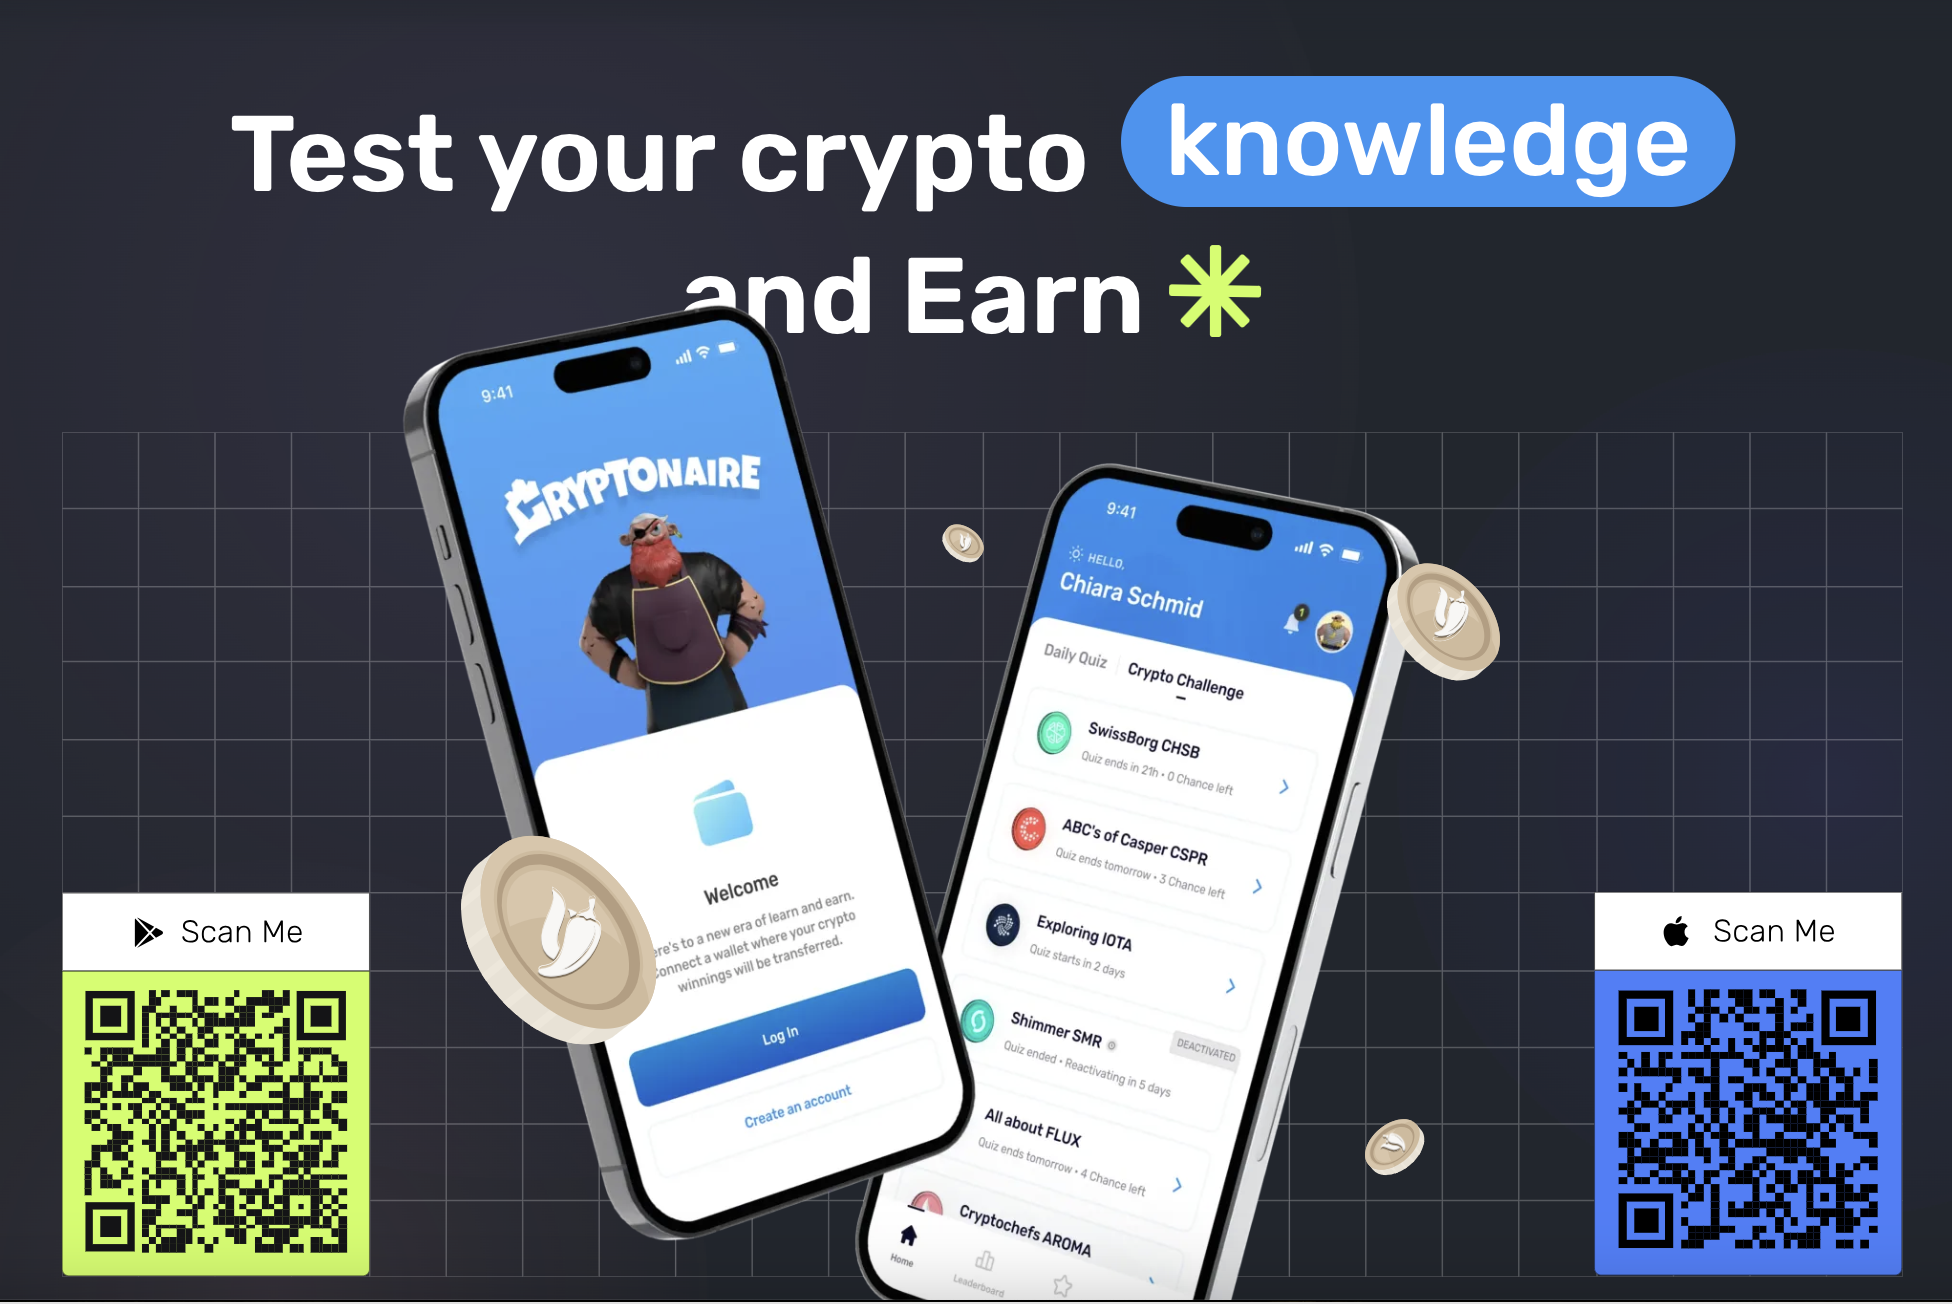 Test your crypto knowledge
and Earn
9:41
CRYPTONAIRE
Welcome
ere's to a new era of learn and earn.
onnect a wallet where your crypto
winnings will be transferred.
Log In
Create an account
9:41
HELLO,
Chiara Schmid
1
Daily Quiz
Crypto Challenge
SwissBorg CHSB
Quiz ends in 21h • 0 Chance left
ABC's of Casper CSPR
Quiz ends tomorrow • 3 Chance left
Exploring IOTA
Quiz starts in 2 days
Shimmer SMR
DEACTIVATED
Quiz ended • Reactivating in 5 days
All about FLUX
Quiz ends tomorrow • 4 Chance left
Cryptochefs AROMA
Home
Leaderboard
Scan Me
Scan Me